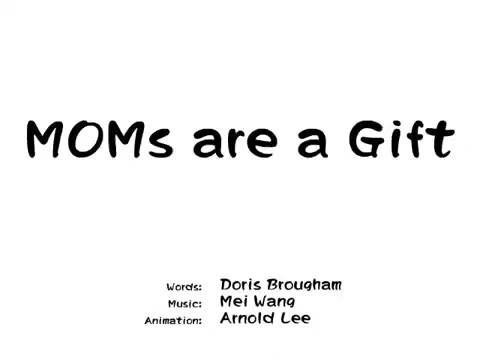 MOMs are a Gift
Words: Doris Brougham
Music: Mei Wang
Animation: Arnold Lee